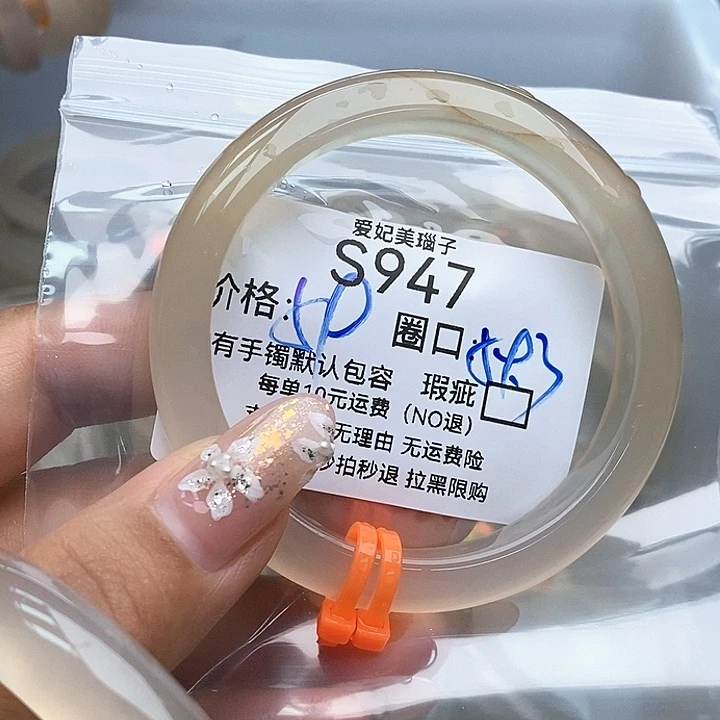 爱妃美瑙子
S947
价格:50
圈口:
有手镯默认包容 瑕疵
每单10元运费（NO退）
无理由 无运费险
秒拍秒退 拉黑限购